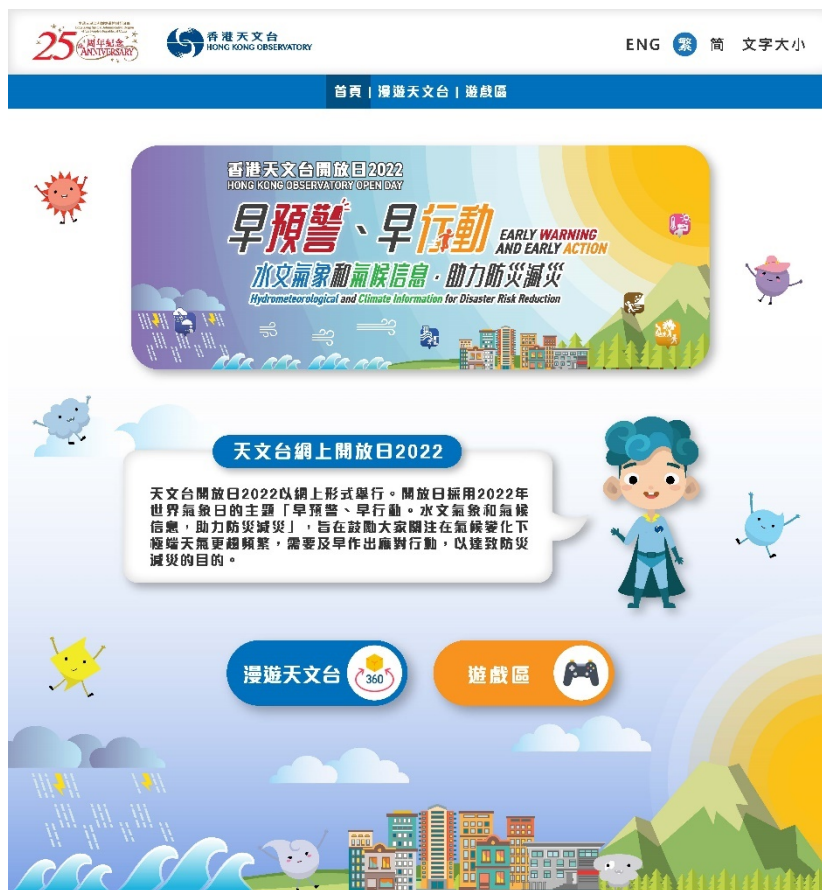 25 周年紀念
ANNIVERSARY
香港天文台
HONG KONG OBSERVATORY
ENG 繁 简 文字大小
首頁 | 漫遊天文台 | 遊戲區
香港天文台開放日2022
HONG KONG OBSERVATORY OPEN DAY
早預警、早行動 EARLY WARNING
AND EARLY ACTION
水文氣象和氣候信息·助力防災減災
Hydrometeorological and Climate Information for Disaster Risk Reduction
天文台網上開放日2022
天文台開放日2022以網上形式舉行。開放日採用2022年
世界氣象日的主題「早預警、早行動。水文氣象和氣候
信息，助力防災減災」，旨在鼓勵大家關注在氣候變化下
極端天氣更趨頻繁，需要及早作出應對行動，以達致防災
減災的目的。
漫遊天文台 360
遊戲區